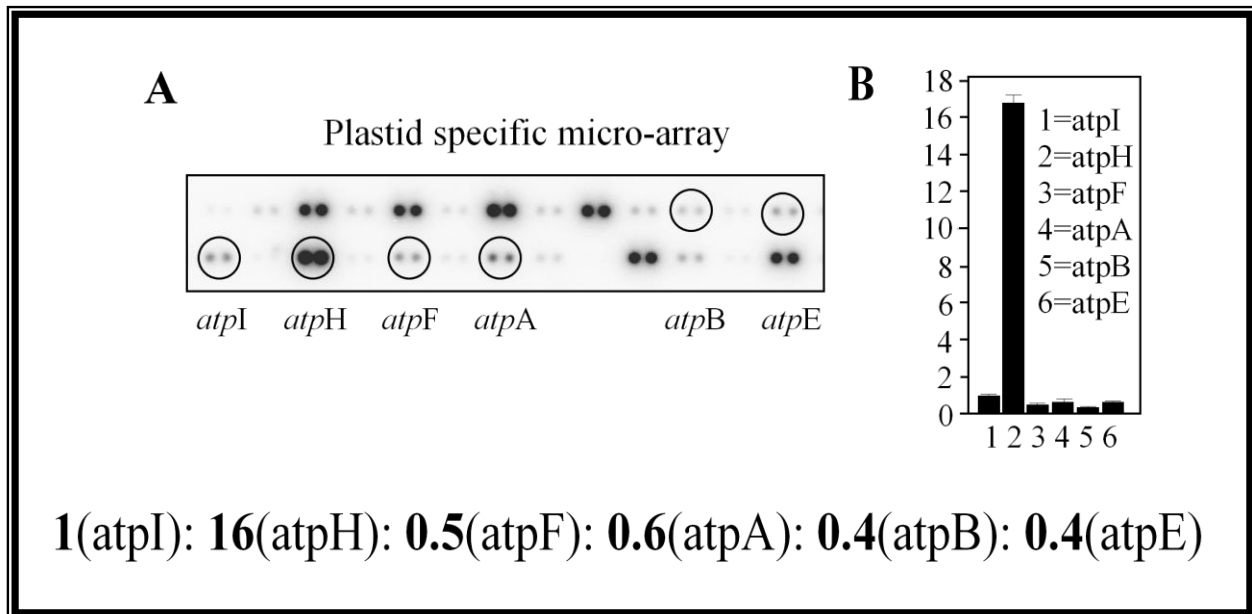 A
Plastid specific micro-array
atpI atpH atpF atpA atpB atpE
B
18
16
14
12
10
8
6
4
2
0
1=atpI
2=atpH
3=atpF
4=atpA
5=atpB
6=atpE
1 2 3 4 5 6
1(atpI): 16(atpH): 0.5(atpF): 0.6(atpA): 0.4(atpB): 0.4(atpE)